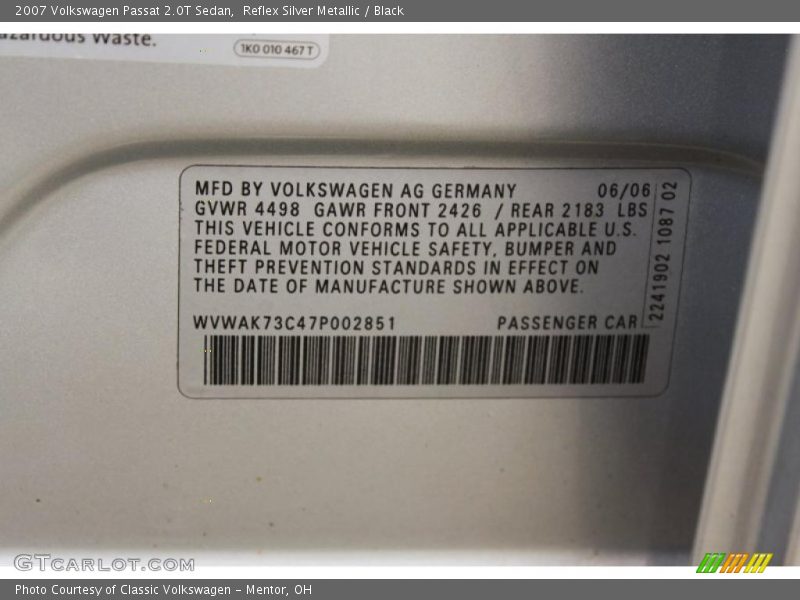 2007 Volkswagen Passat 2.0T Sedan, Reflex Silver Metallic / Black
Waste.
1K0 010 467 T
MFD BY VOLKSWAGEN AG GERMANY 06/06
GVWR 4498 GAWR FRONT 2426 / REAR 2183 LBS
THIS VEHICLE CONFORMS TO ALL APPLICABLE U.S.
FEDERAL MOTOR VEHICLE SAFETY, BUMPER AND
THEFT PREVENTION STANDARDS IN EFFECT ON
THE DATE OF MANUFACTURE SHOWN ABOVE.
WVWAK73C47P002851 PASSENGER CAR
2241902 1087 02
GTCARLOT.COM
Photo Courtesy of Classic Volkswagen - Mentor, OH